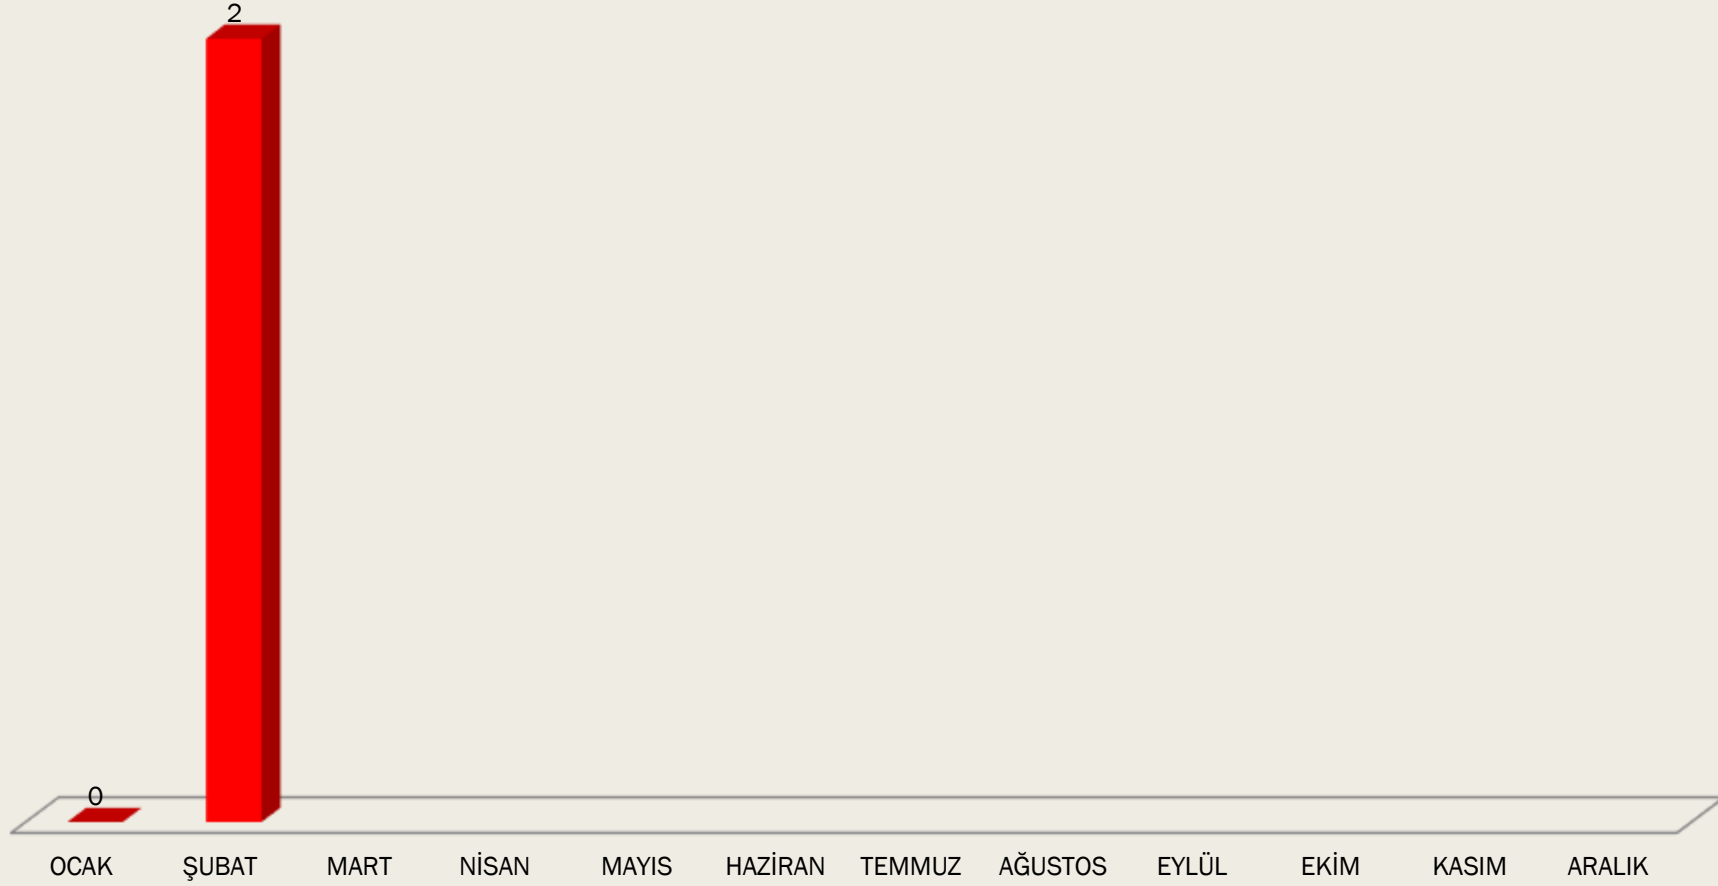 2
0
OCAK ŞUBAT MART NİSAN MAYIS HAZİRAN TEMMUZ AĞUSTOS EYLÜL EKİM KASIM ARALIK